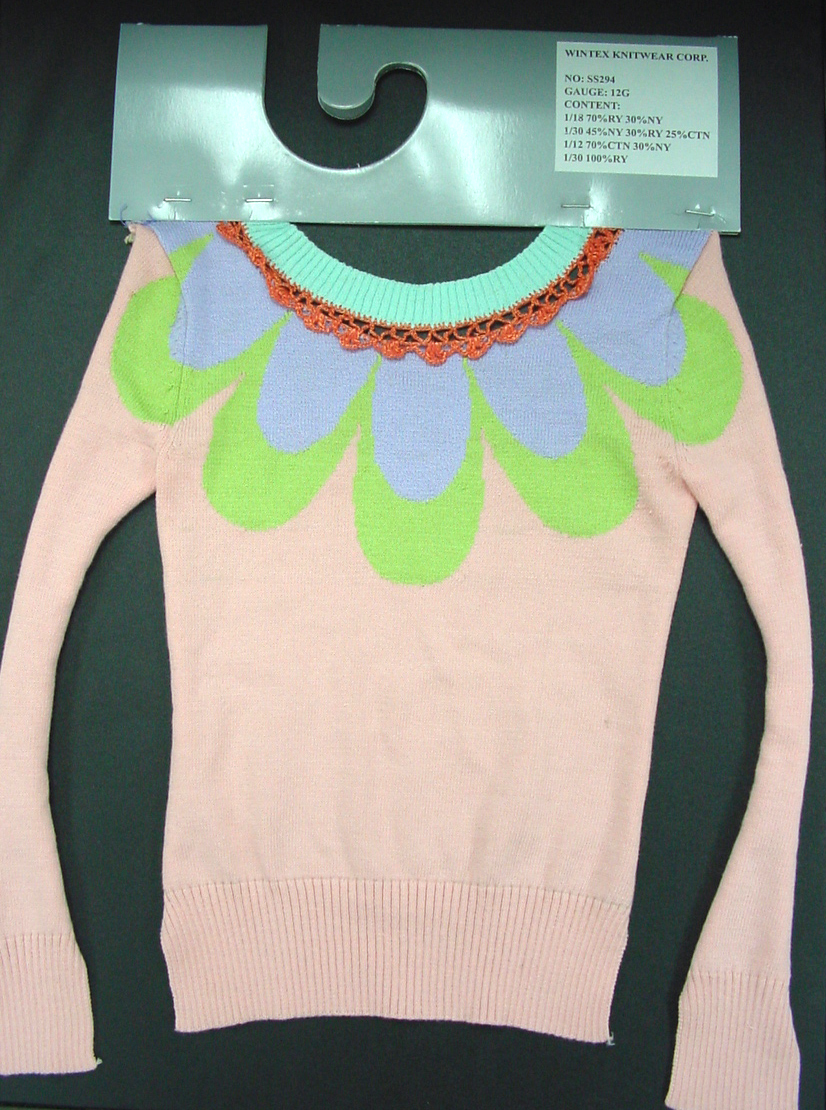 WINTEX KNITWEAR CORP.
NO: SS294
GAUGE: 12G
CONTENT:
1/18 70%RY 30%NY
1/30 45%NY 30%RY 25%CTN
1/12 70%CTN 30%NY
1/30 100%RY